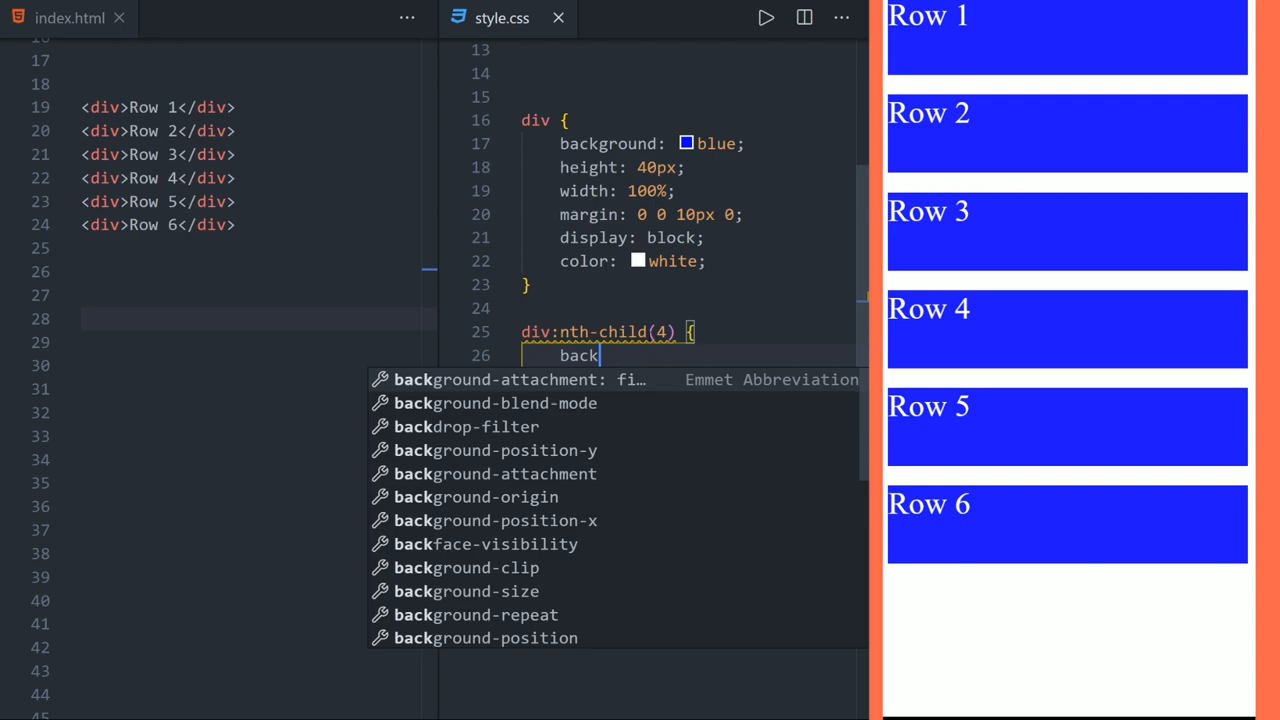 index.html
16
17
18
19 <div>Row 1</div>
20 <div>Row 2</div>
21 <div>Row 3</div>
22 <div>Row 4</div>
23 <div>Row 5</div>
24 <div>Row 6</div>
25
26
27
28
29
30
31
32
33
34
35
36
37
38
39
40
41
42
43
44
45
style.css
13
14
15
16 div {
17 background: blue;
18 height: 40px;
19 width: 100%;
20 margin: 0 0 10px 0;
21 display: block;
22 color: white;
23 }
24
25 div:nth-child(4) {
26 back
background-attachment: fi… Emmet Abbreviation
background-blend-mode
backdrop-filter
background-position-y
background-attachment
background-origin
background-position-x
backface-visibility
background-clip
background-size
background-repeat
background-position
Row 1
Row 2
Row 3
Row 4
Row 5
Row 6